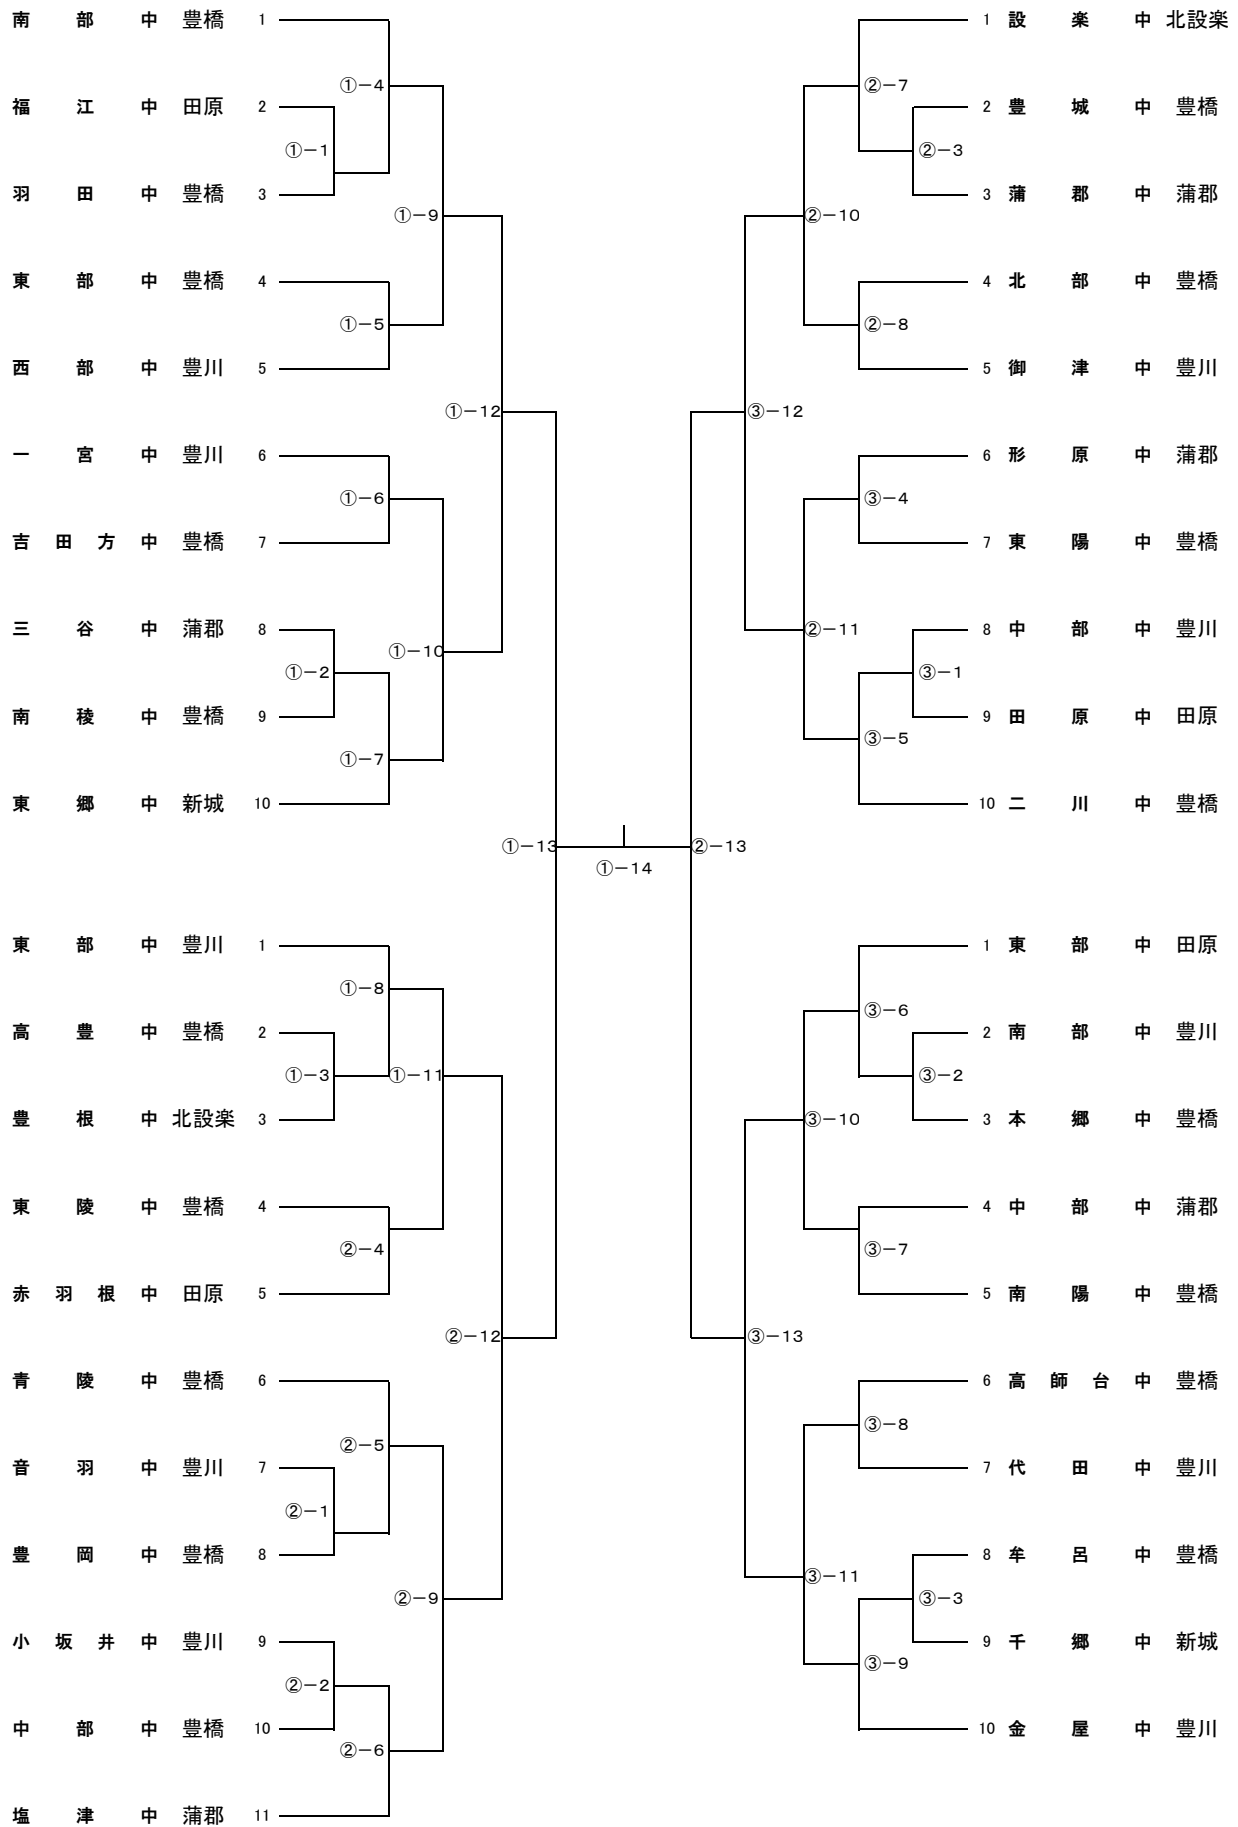 南部中 豊橋 1
福江中 田原 2
羽田中 豊橋 3
東部中 豊橋 4
西部中 豊川 5
一宮中 豊川 6
吉田方中 豊橋 7
三谷中 蒲郡 8
南稜中 豊橋 9
東郷中 新城 10
①－4
①－1
①－9
①－5
①－12
①－6
①－10
①－2
①－7
①－13
①－14
②－13
1 設楽中 北設楽
2 豊城中 豊橋
3 蒲郡中 蒲郡
4 北部中 豊橋
5 御津中 豊川
6 形原中 蒲郡
7 東陽中 豊橋
8 中部中 豊川
9 田原中 田原
10 二川中 豊橋
②－7
②－3
②－10
②－8
③－12
③－4
②－11
③－1
③－5
東部中 豊川 1
高豊中 豊橋 2
豊根中 北設楽 3
東陵中 豊橋 4
赤羽根中 田原 5
青陵中 豊橋 6
音羽中 豊川 7
豊岡中 豊橋 8
小坂井中 豊川 9
中部中 豊橋 10
塩津中 蒲郡 11
①－8
①－3
①－11
②－4
②－12
②－5
②－1
②－9
②－2
②－6
1 東部中 田原
2 南部中 豊川
3 本郷中 豊橋
4 中部中 蒲郡
5 南陽中 豊橋
6 高師台中 豊橋
7 代田中 豊川
8 牟呂中 豊橋
9 千郷中 新城
10 金屋中 豊川
③－6
③－2
③－10
③－7
③－13
③－8
③－11
③－3
③－9